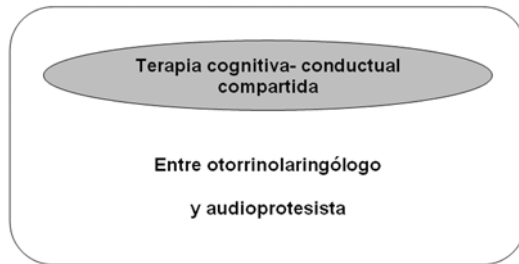 Terapia cognitiva- conductual
compartida
Entre otorrinolaringólogo
y audioprotesista